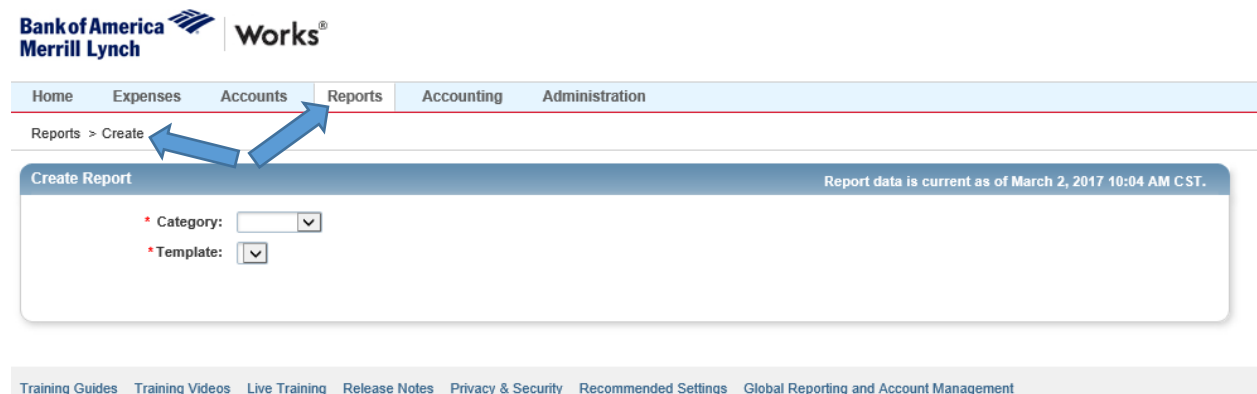 Bank of America
Merrill Lynch
Works®
Home Expenses Accounts Reports Accounting Administration
Reports > Create
Create Report Report data is current as of March 2, 2017 10:04 AM CST.
* Category:
* Template:
Training Guides Training Videos Live Training Release Notes Privacy & Security Recommended Settings Global Reporting and Account Management